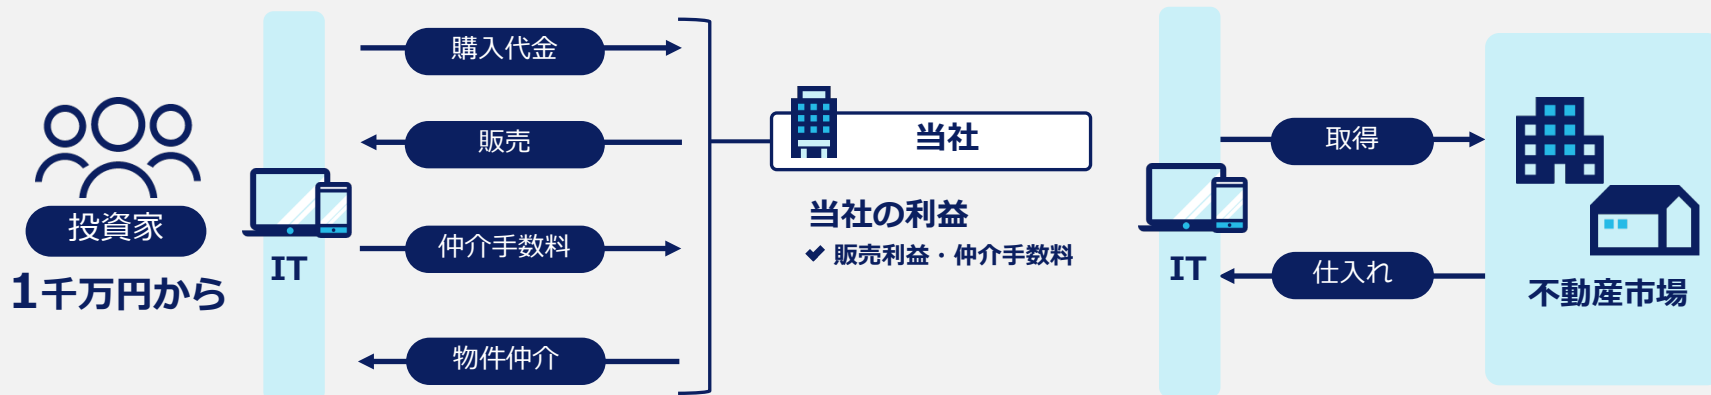 投資家
1千万円から
IT
購入代金
販売
仲介手数料
物件仲介
当社
当社の利益
販売利益・仲介手数料
IT
取得
仕入れ
不動産市場